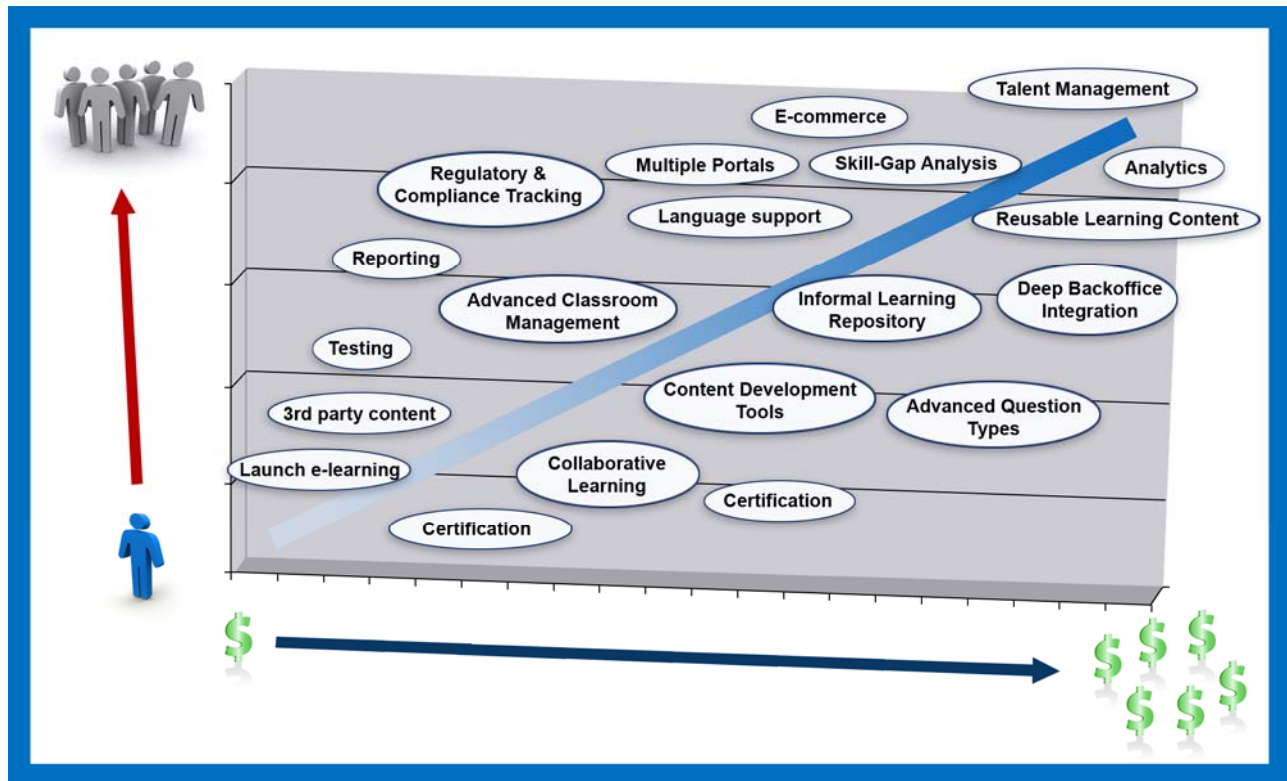 Talent Management
E-commerce
Regulatory &
Compliance Tracking
Multiple Portals
Skill-Gap Analysis
Analytics
Language support
Reusable Learning Content
Reporting
Advanced Classroom
Management
Informal Learning
Repository
Deep Backoffice
Integration
Testing
Content Development
Tools
Advanced Question
Types
3rd party content
Launch e-learning
Collaborative
Learning
Certification
Certification
$
$ $ $
$ $ $ $